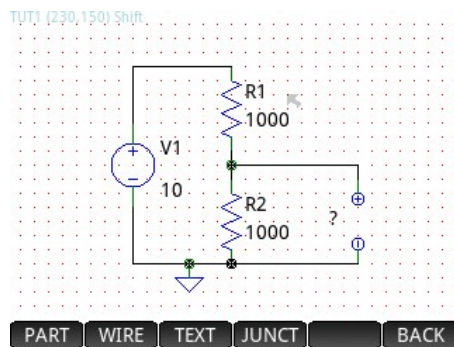 TUT1 (230,150) Shift
R1
1000
V1
10
R2
1000
?
PART WIRE TEXT JUNCT BACK